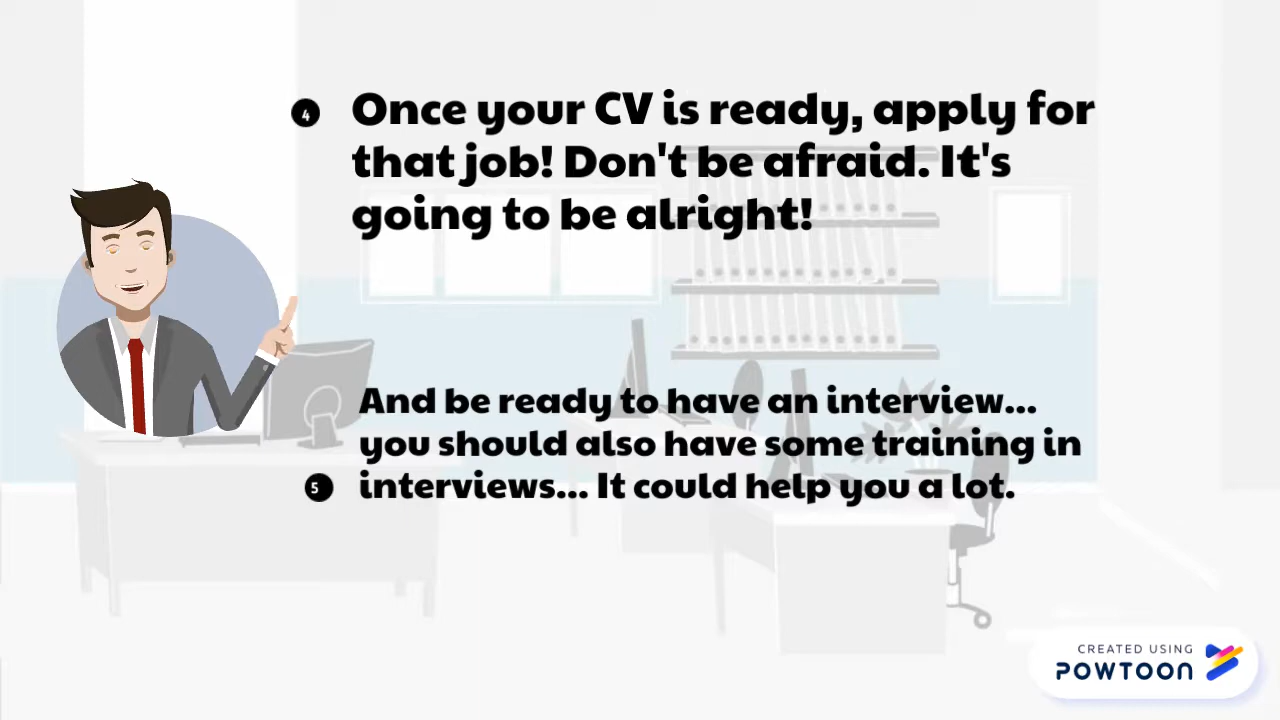 4 Once your CV is ready, apply for
that job! Don't be afraid. It's
going to be alright!
And be ready to have an interview...
you should also have some training in
5 interviews... It could help you a lot.
CREATED USING
POWTOON